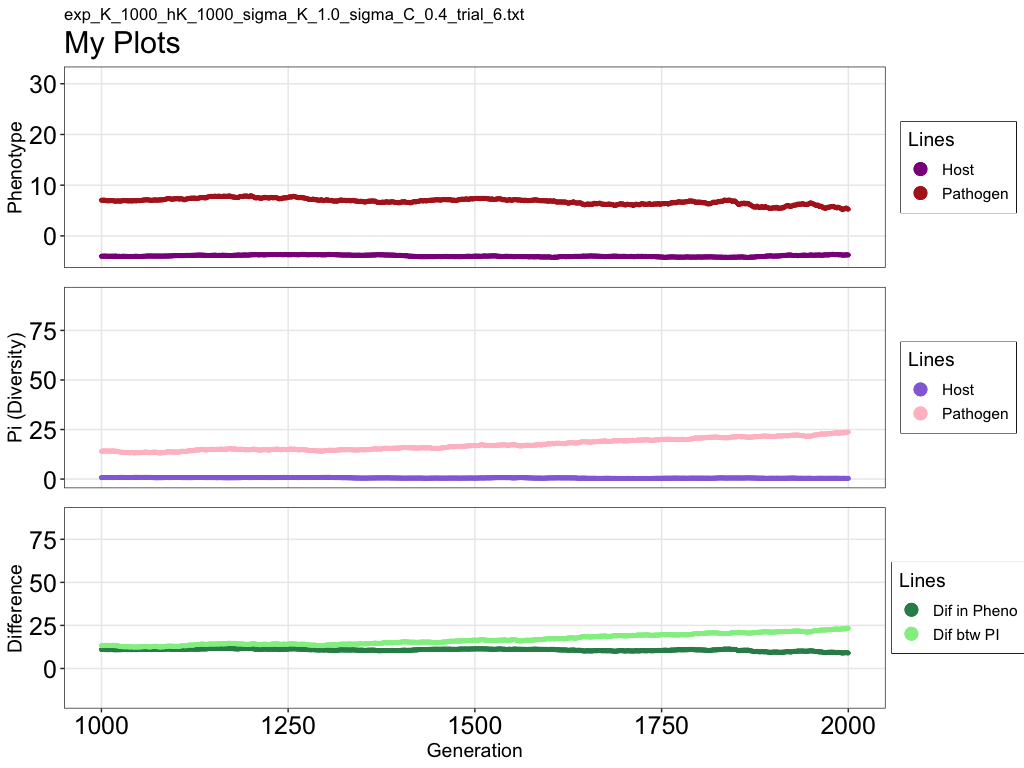 exp_K_1000_hK_1000_sigma_K_1.0_sigma_C_0.4_trial_6.txt
My Plots
Phenotype
30
20
10
0
Lines
Host
Pathogen
Pi (Diversity)
75
50
25
0
Lines
Host
Pathogen
Difference
75
50
25
0
Lines
Dif in Pheno
Dif btw PI
1000 1250 1500 1750 2000
Generation